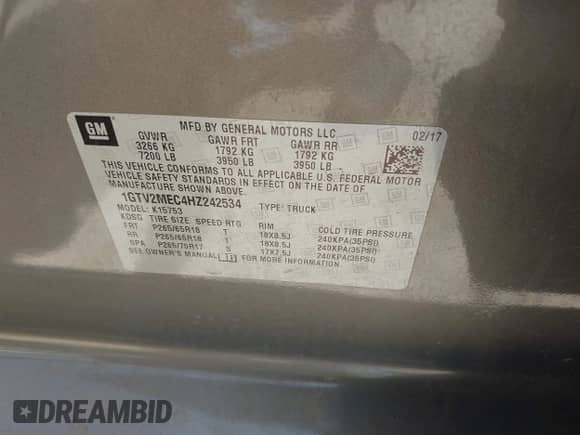 GM
MFD BY GENERAL MOTORS LLC 02/17
GVWR GAWR FRT GAWR RR
3266 KG 1792 KG 1792 KG
7200 LB 3950 LB 3950 LB
THIS VEHICLE CONFORMS TO ALL APPLICABLE U.S. FEDERAL MOTOR
VEHICLE SAFETY STANDARDS IN EFFECT ON THE DATE OF
MANUFACTURE SHOWN ABOVE.
1GTV2MEC4HZ242534 TYPE: TRUCK
MODEL: K15753
KDSG TIRE SIZE SPEED RTG RIM COLD TIRE PRESSURE
FRT P265/65R18 T 18X8.5J 240KPA(35PSI)
RR P265/65R18 T 18X8.5J 240KPA(35PSI)
SPA P265/70R17 S 17X7.5J 240KPA(35PSI)
SEE OWNER'S MANUAL FOR MORE INFORMATION.
DREAMBID